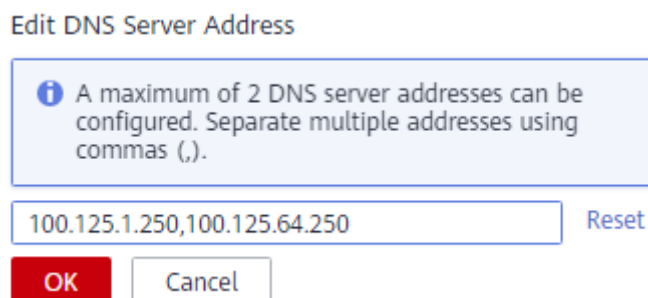 Edit DNS Server Address
A maximum of 2 DNS server addresses can be
configured. Separate multiple addresses using
commas (,).
100.125.1.250,100.125.64.250 Reset
OK Cancel